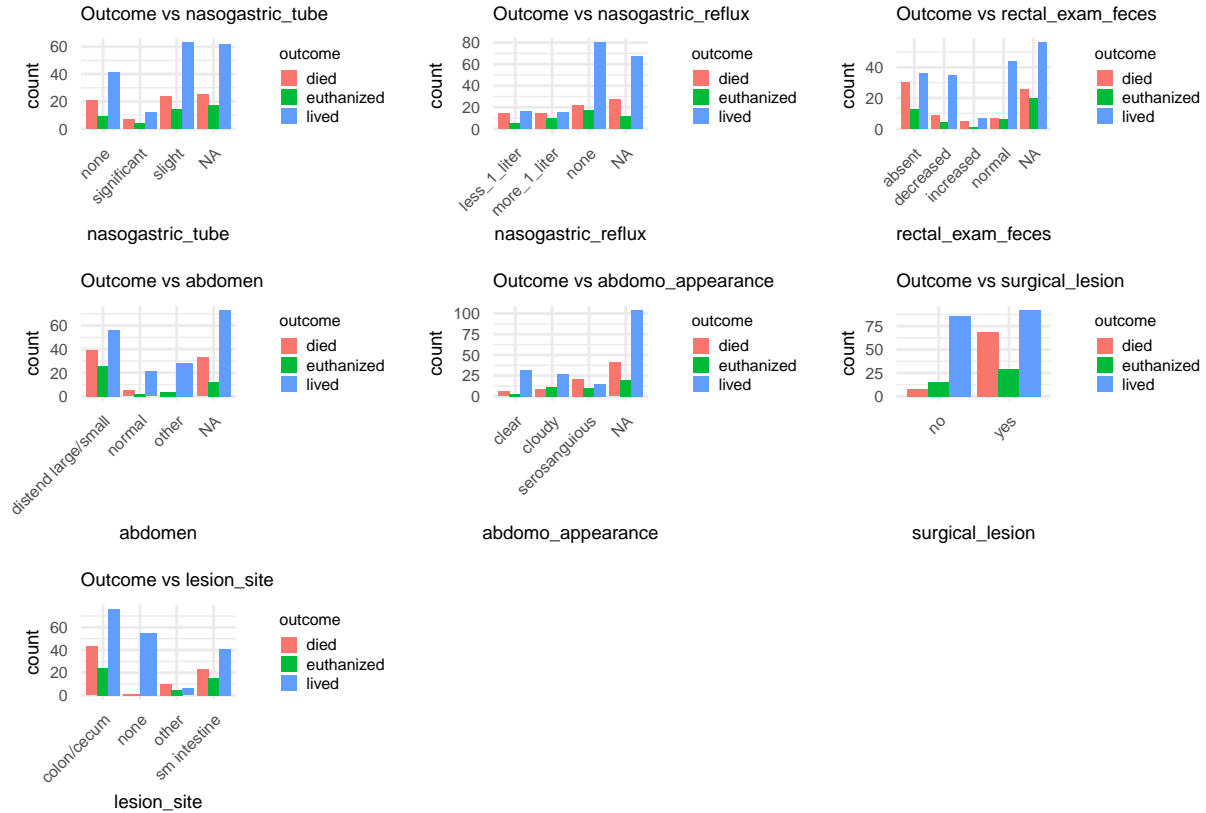 Outcome vs nasogastric_tube
count
60
40
20
0
none
significant
slight
NA
nasogastric_tube
outcome
died
euthanized
lived
Outcome vs nasogastric_reflux
count
80
60
40
20
0
less_1_liter
more_1_liter
none
NA
nasogastric_reflux
outcome
died
euthanized
lived
Outcome vs rectal_exam_feces
count
40
20
0
absent
decreased
increased
normal
NA
rectal_exam_feces
outcome
died
euthanized
lived
Outcome vs abdomen
count
60
40
20
0
distend large/small
normal
other
NA
abdomen
outcome
died
euthanized
lived
Outcome vs abdomo_appearance
count
100
75
50
25
0
clear
cloudy
serosanguious
NA
abdomo_appearance
outcome
died
euthanized
lived
Outcome vs surgical_lesion
count
75
50
25
0
no
yes
surgical_lesion
outcome
died
euthanized
lived
Outcome vs lesion_site
count
60
40
20
0
colon/cecum
none
other
sm intestine
lesion_site
outcome
died
euthanized
lived